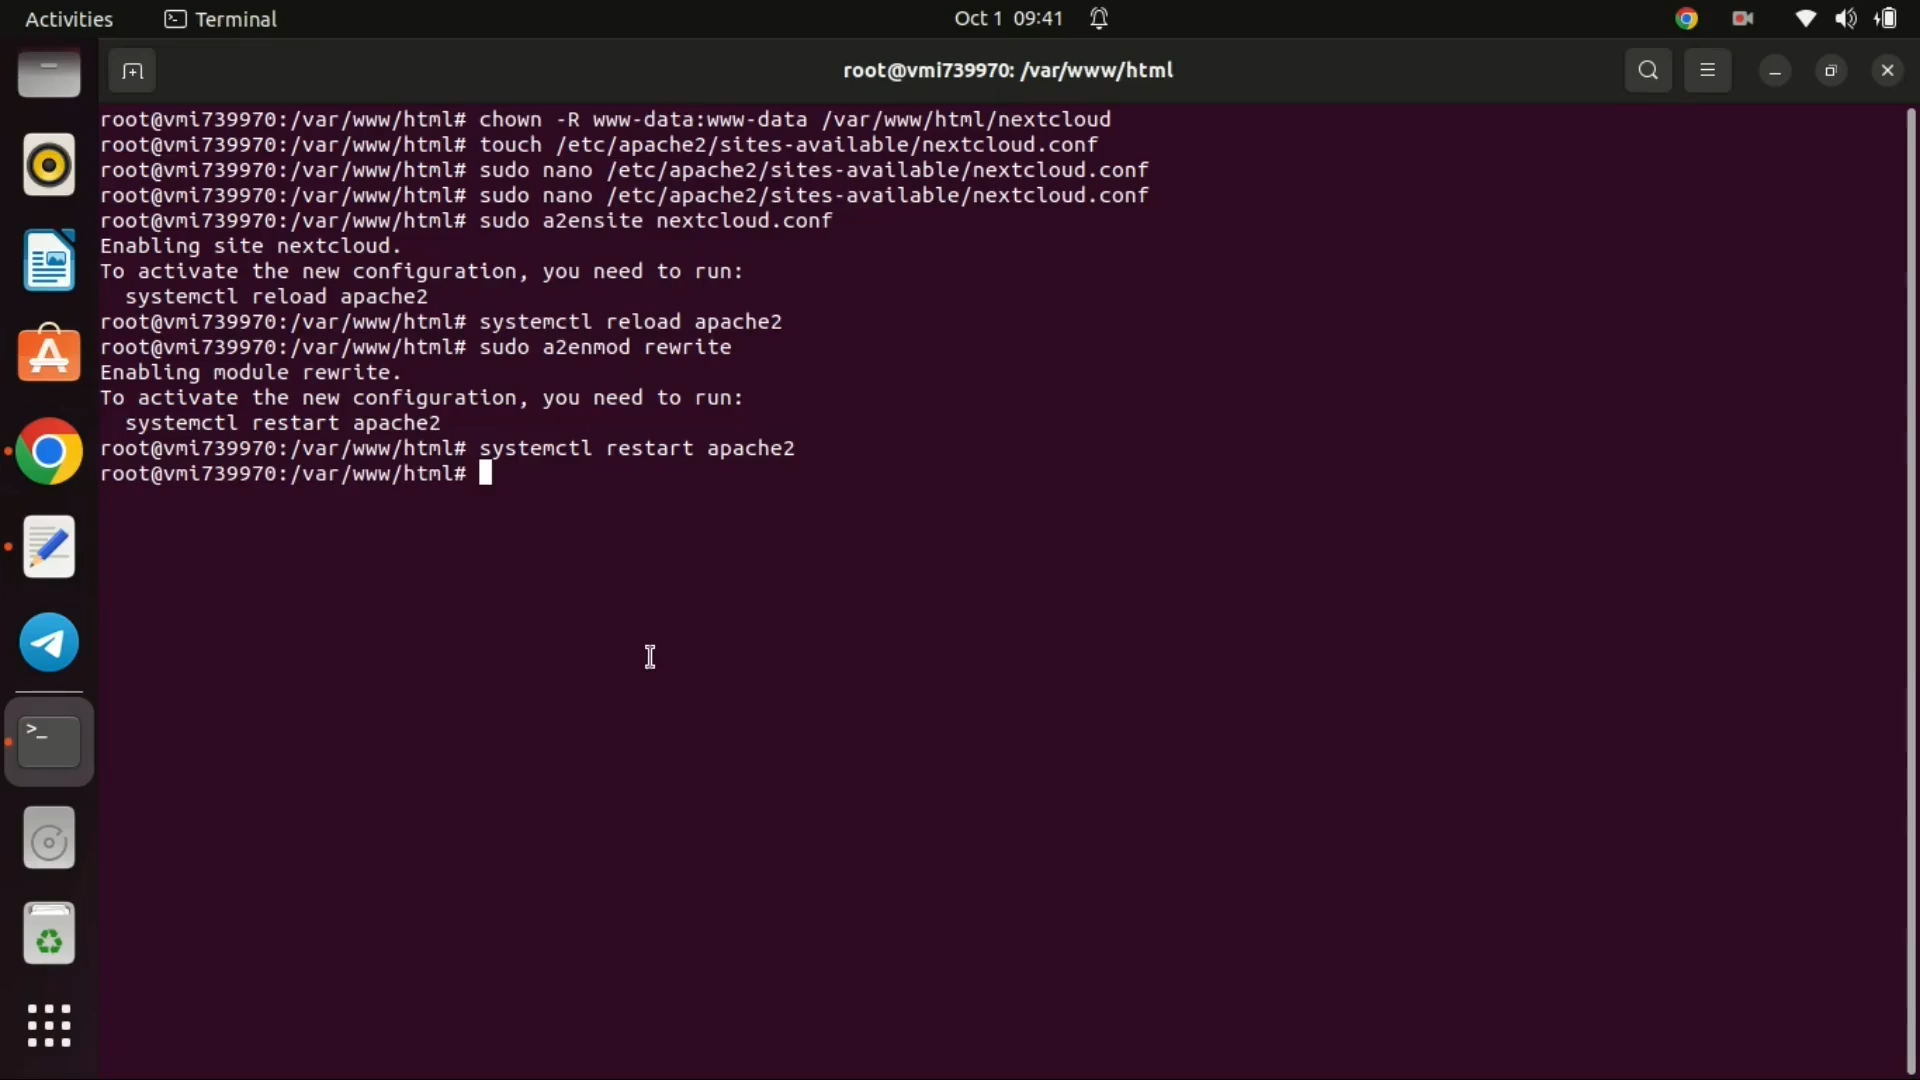 Activities Terminal Oct 1 09:41
root@vmi739970: /var/www/html
root@vmi739970:/var/www/html# chown -R www-data:www-data /var/www/html/nextcloud
root@vmi739970:/var/www/html# touch /etc/apache2/sites-available/nextcloud.conf
root@vmi739970:/var/www/html# sudo nano /etc/apache2/sites-available/nextcloud.conf
root@vmi739970:/var/www/html# sudo nano /etc/apache2/sites-available/nextcloud.conf
root@vmi739970:/var/www/html# sudo a2ensite nextcloud.conf
Enabling site nextcloud.
To activate the new configuration, you need to run:
  systemctl reload apache2
root@vmi739970:/var/www/html# systemctl reload apache2
root@vmi739970:/var/www/html# sudo a2enmod rewrite
Enabling module rewrite.
To activate the new configuration, you need to run:
  systemctl restart apache2
root@vmi739970:/var/www/html# systemctl restart apache2
root@vmi739970:/var/www/html#